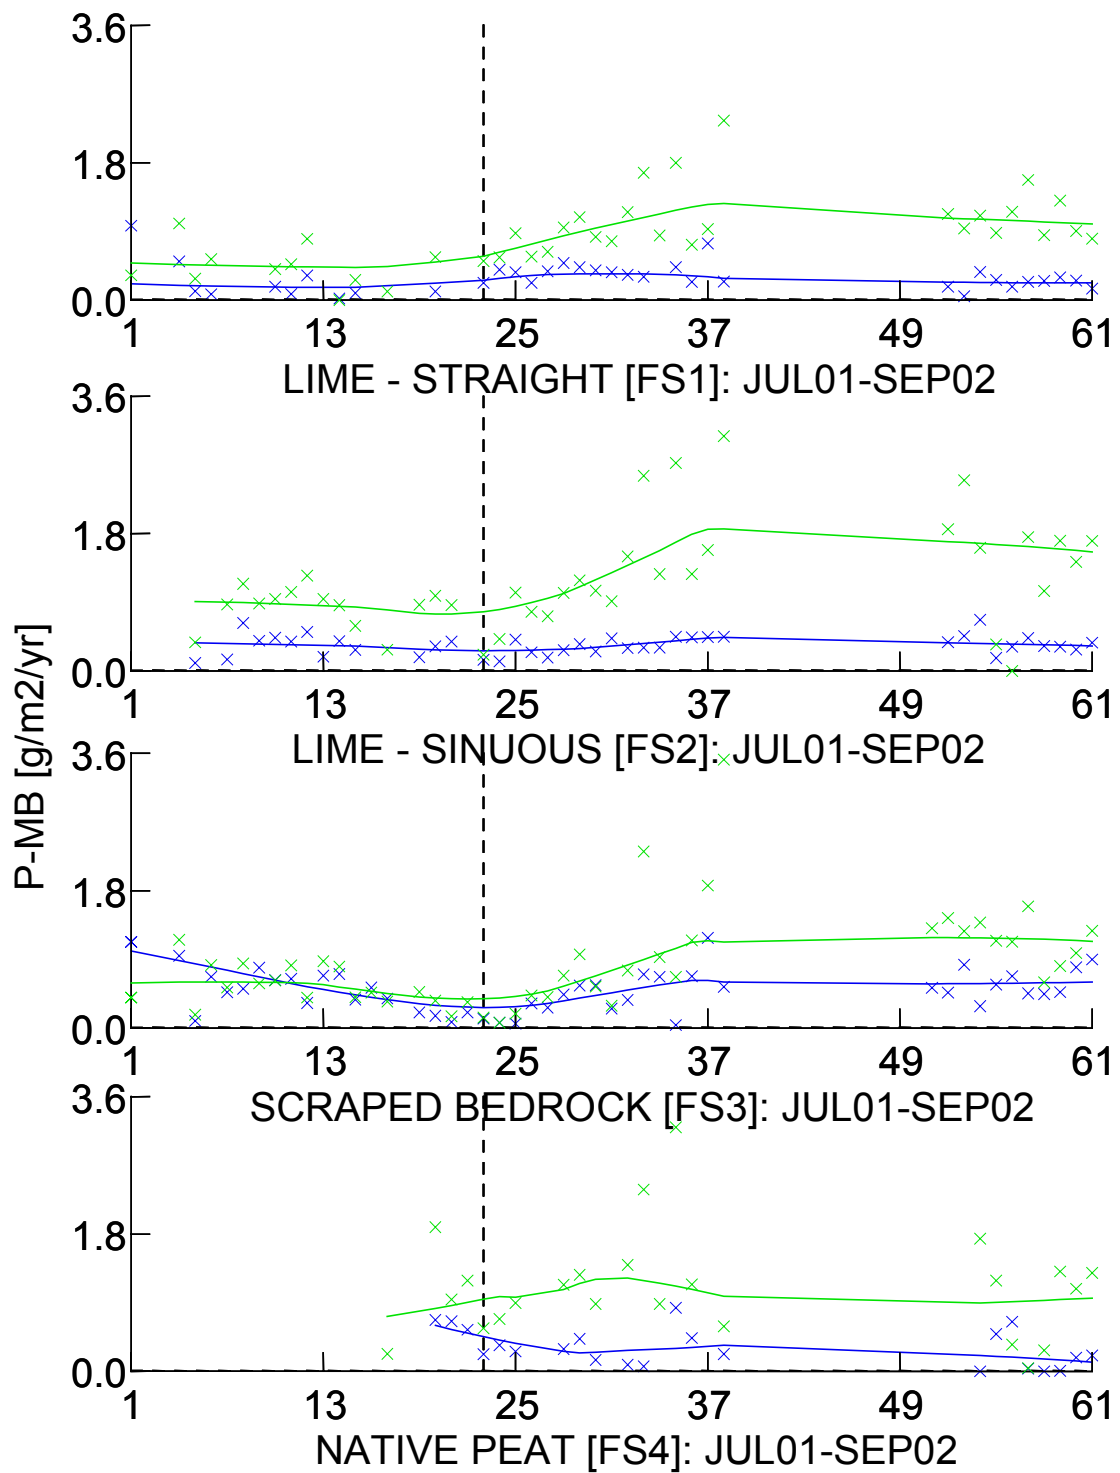 P-MB [g/m2/yr]
3.6
1.8
0.0
1 13 25 37 49 61
LIME - STRAIGHT [FS1]: JUL01-SEP02
3.6
1.8
0.0
1 13 25 37 49 61
LIME - SINUOUS [FS2]: JUL01-SEP02
3.6
1.8
0.0
1 13 25 37 49 61
SCRAPED BEDROCK [FS3]: JUL01-SEP02
3.6
1.8
0.0
1 13 25 37 49 61
NATIVE PEAT [FS4]: JUL01-SEP02